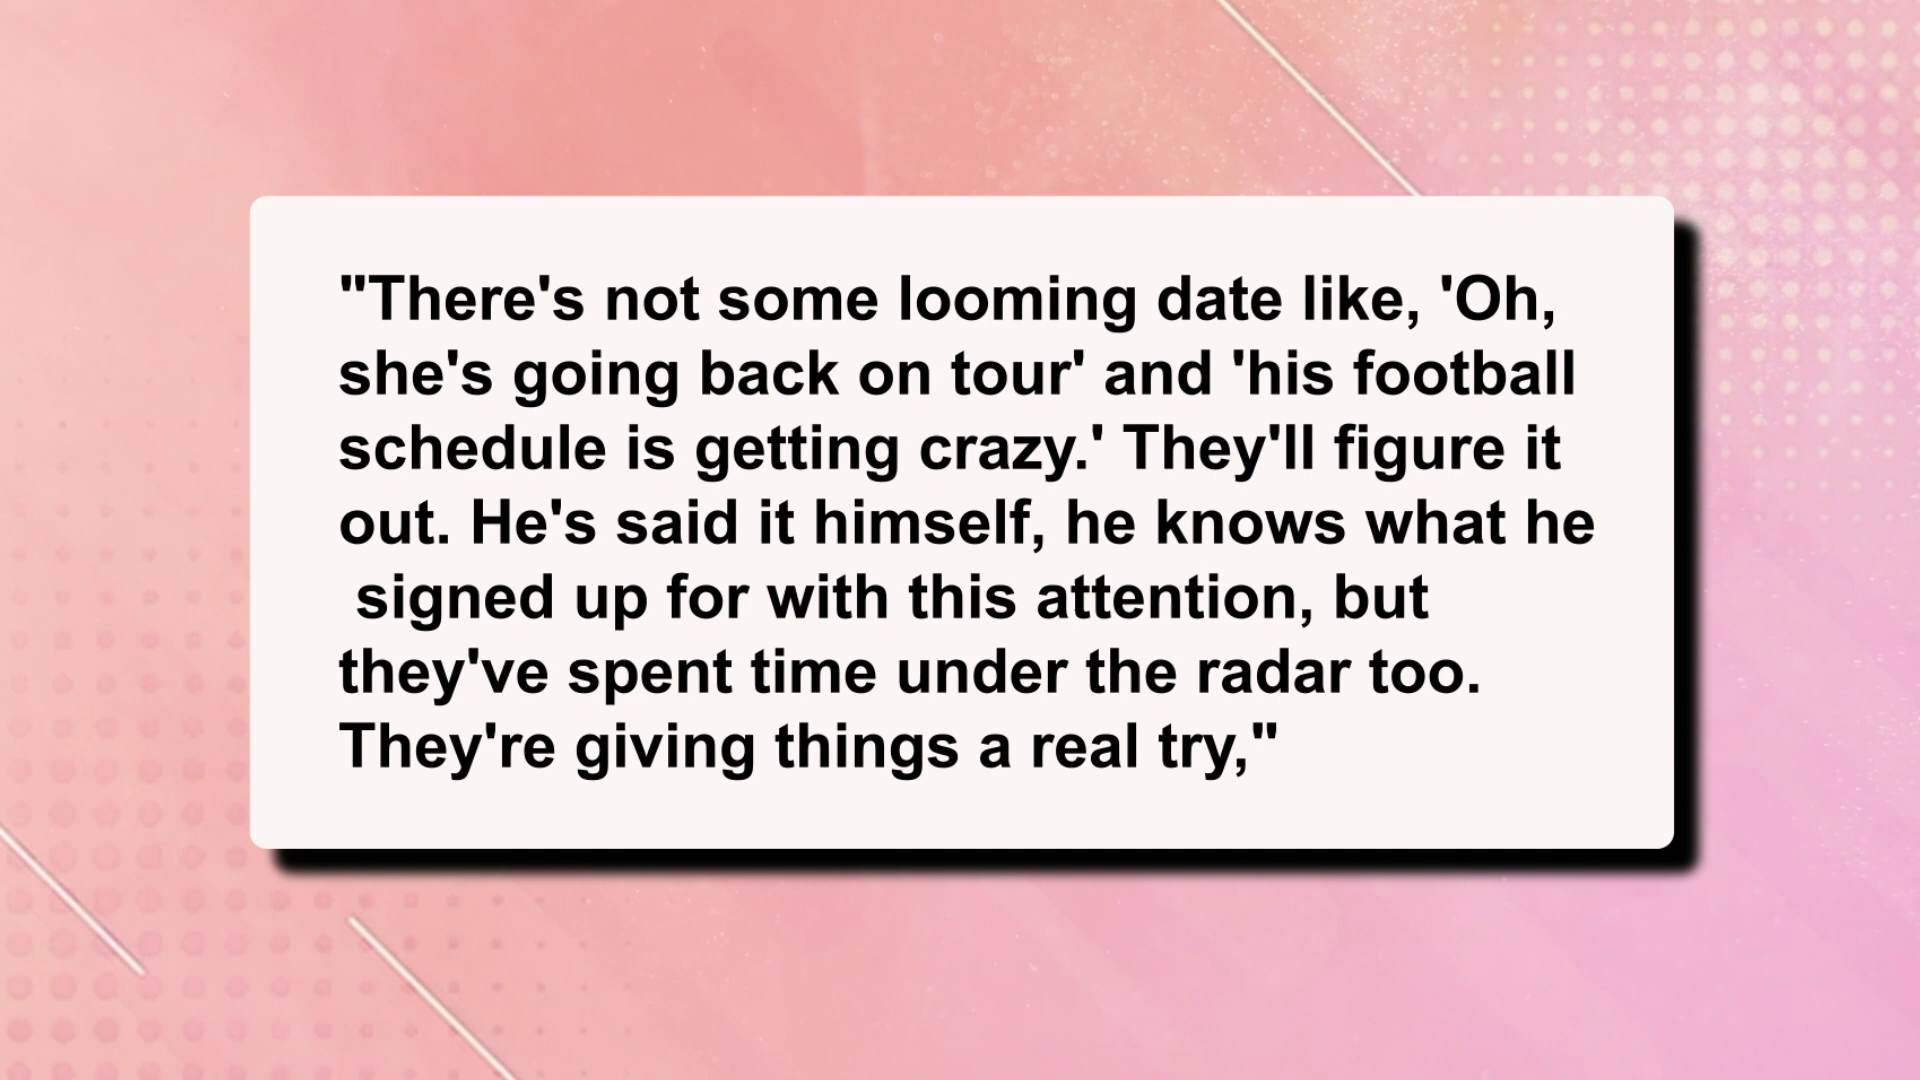 "There's not some looming date like, 'Oh,
she's going back on tour' and 'his football
schedule is getting crazy.' They'll figure it
out. He's said it himself, he knows what he
signed up for with this attention, but
they've spent time under the radar too.
They're giving things a real try,"